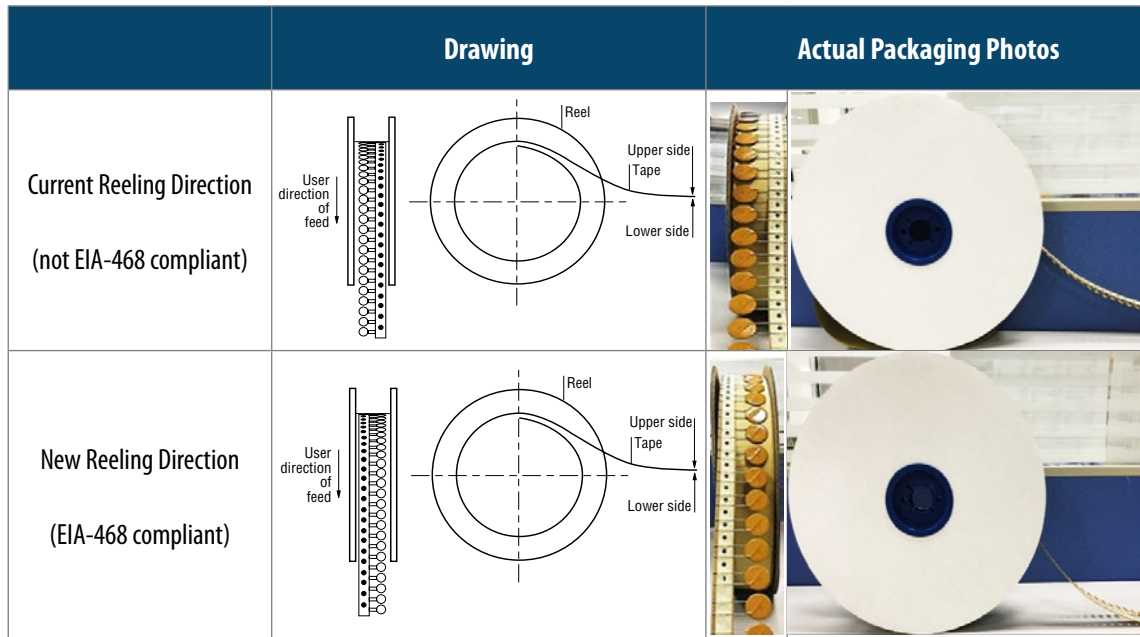 Drawing
Actual Packaging Photos
Current Reeling Direction
(not EIA-468 compliant)
User
direction
of
feed
Reel
Upper side
Tape
Lower side
New Reeling Direction
(EIA-468 compliant)
User
direction
of
feed
Reel
Upper side
Tape
Lower side